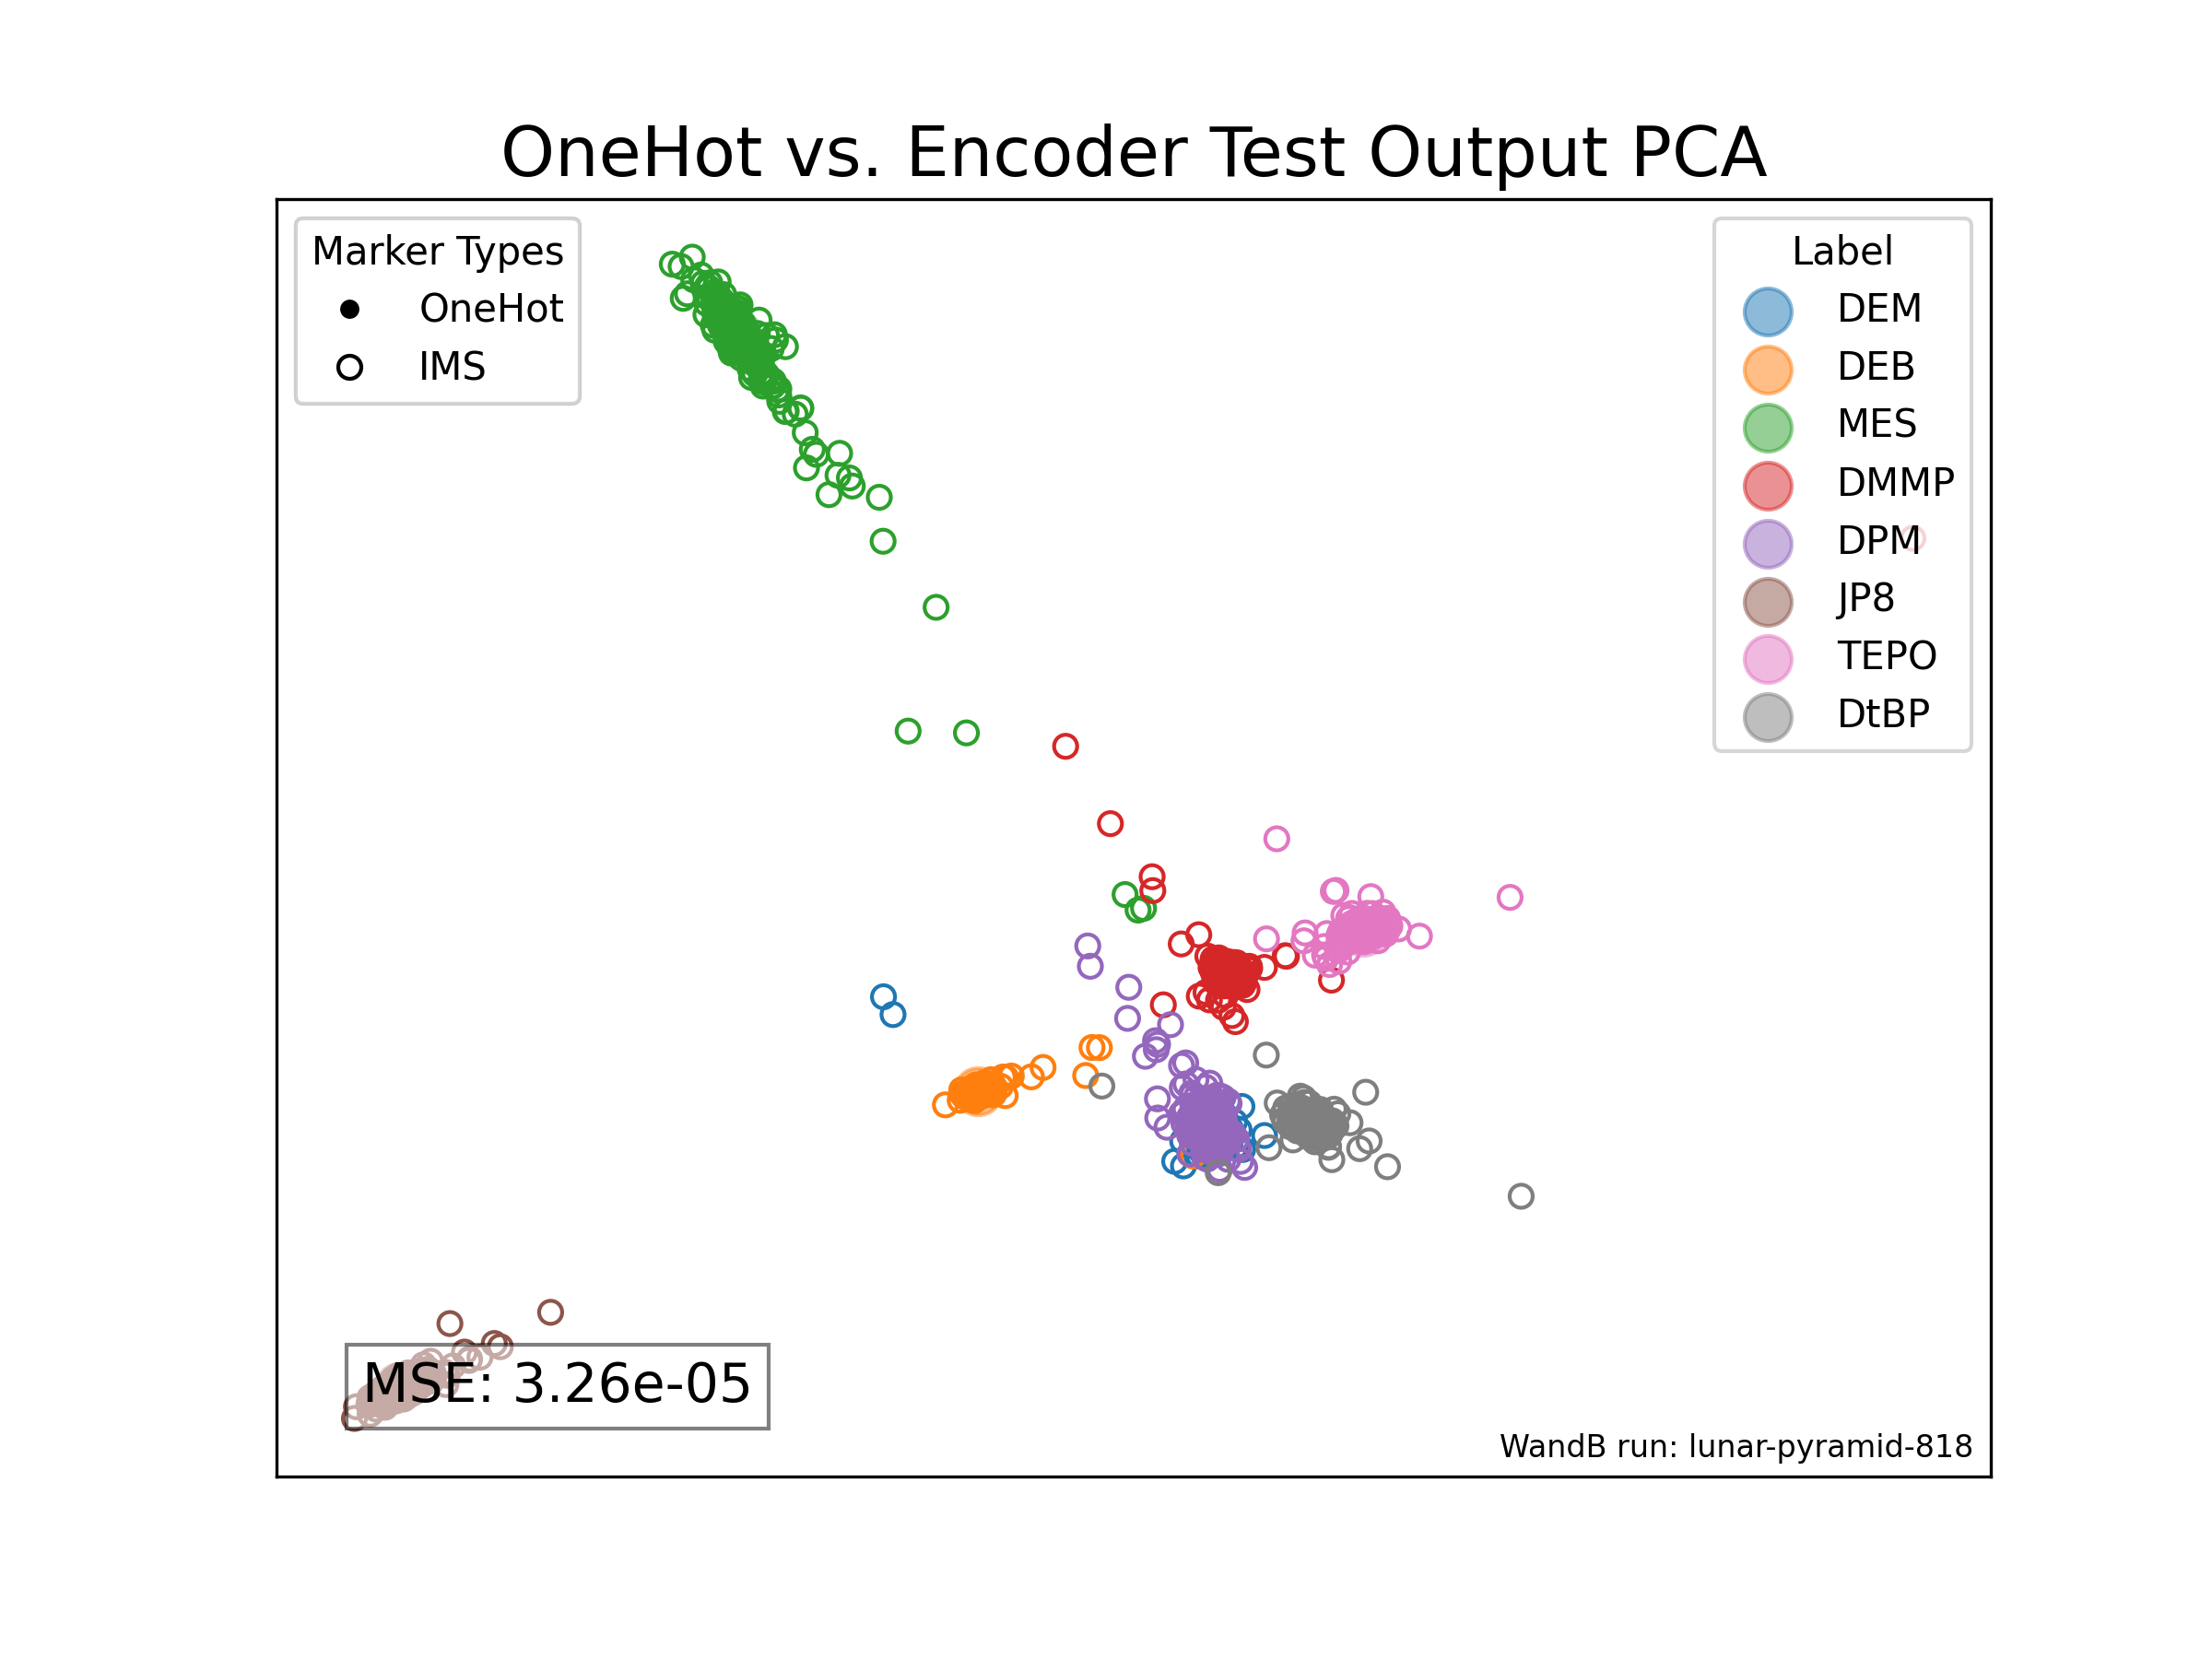 OneHot vs. Encoder Test Output PCA
Marker Types
OneHot
IMS
Label
DEM
DEB
MES
DMMP
DPM
JP8
TEPO
DtBP
MSE: 3.26e-05
WandB run: lunar-pyramid-818